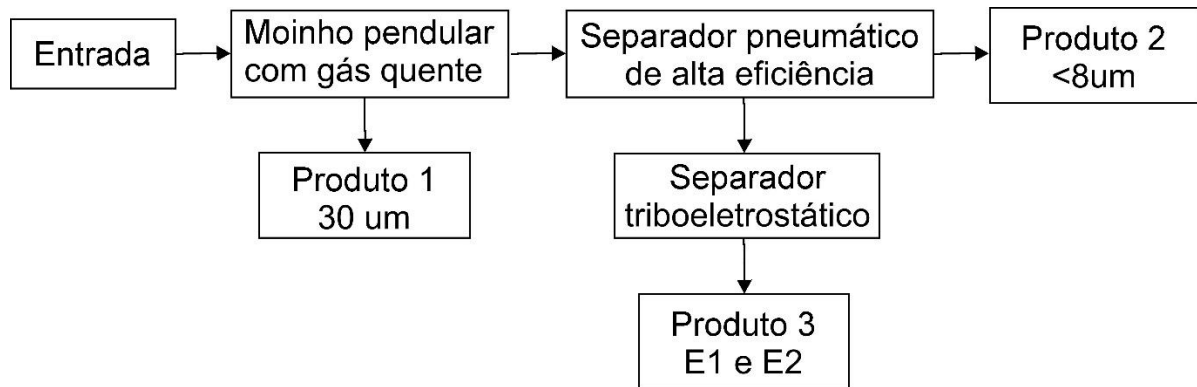 Entrada
Moinho pendular
com gás quente
Separador pneumático
de alta eficiência
Produto 2
<8um
Produto 1
30 um
Separador
triboeletrostático
Produto 3
E1 e E2